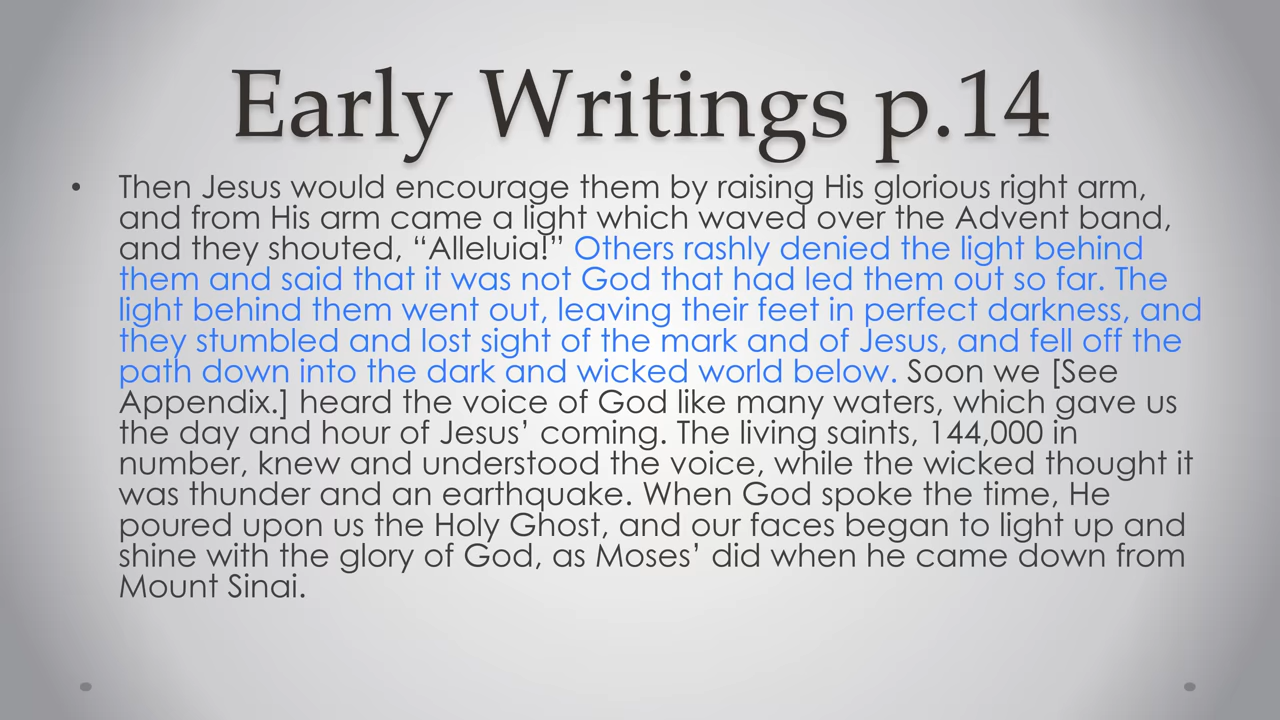 Early Writings p.14
• Then Jesus would encourage them by raising His glorious right arm,
and from His arm came a light which waved over the Advent band,
and they shouted, “Alleluia!” Others rashly denied the light behind
them and said that it was not God that had led them out so far. The
light behind them went out, leaving their feet in perfect darkness, and
they stumbled and lost sight of the mark and of Jesus, and fell off the
path down into the dark and wicked world below. Soon we [See
Appendix.] heard the voice of God like many waters, which gave us
the day and hour of Jesus’ coming. The living saints, 144,000 in
number, knew and understood the voice, while the wicked thought it
was thunder and an earthquake. When God spoke the time, He
poured upon us the Holy Ghost, and our faces began to light up and
shine with the glory of God, as Moses’ did when he came down from
Mount Sinai.